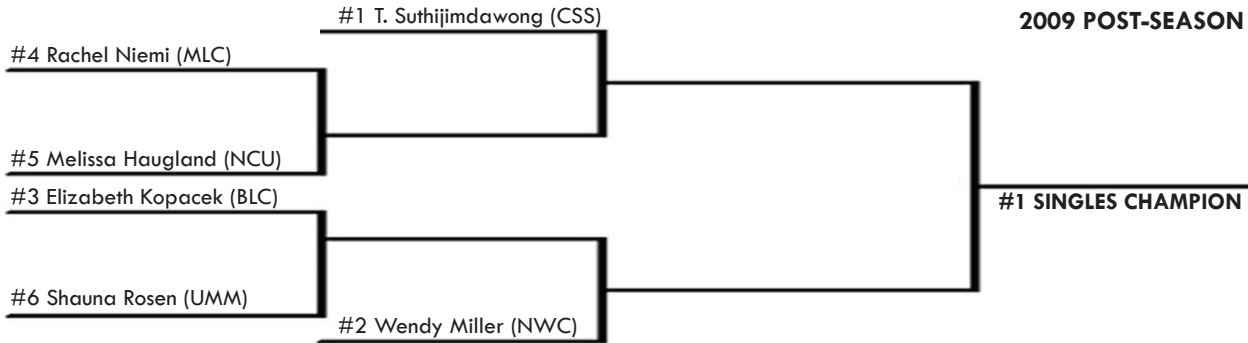 #1 T. Suthijimdawong (CSS)
2009 POST-SEASON
#4 Rachel Niemi (MLC)
#5 Melissa Haugland (NCU)
#3 Elizabeth Kopacek (BLC)
#1 SINGLES CHAMPION
#6 Shauna Rosen (UMM)
#2 Wendy Miller (NWC)